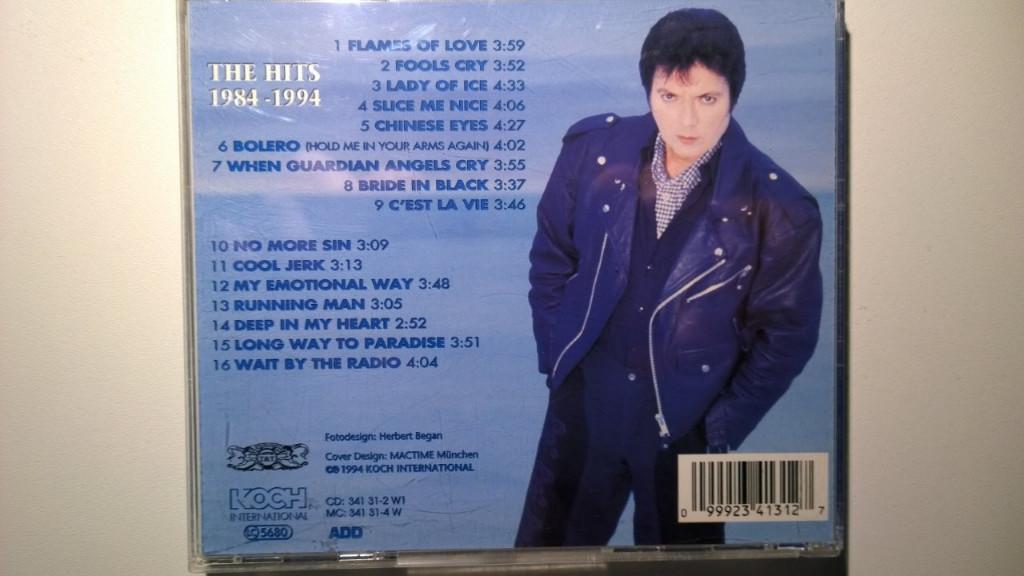 THE HITS
1984 -1994
1 FLAMES OF LOVE 3:59
2 FOOLS CRY 3:52
3 LADY OF ICE 4:33
4 SLICE ME NICE 4:06
5 CHINESE EYES 4:27
6 BOLERO (HOLD ME IN YOUR ARMS AGAIN) 4:02
7 WHEN GUARDIAN ANGELS CRY 3:55
8 BRIDE IN BLACK 3:37
9 C'EST LA VIE 3:46
10 NO MORE SIN 3:09
11 COOL JERK 3:13
12 MY EMOTIONAL WAY 3:48
13 RUNNING MAN 3:05
14 DEEP IN MY HEART 2:52
15 LONG WAY TO PARADISE 3:51
16 WAIT BY THE RADIO 4:04
Fotodesign: Herbert Began
Cover Design: MACTIME München
©® 1994 KOCH INTERNATIONAL
KOCH
INTERNATIONAL
CD: 341 31-2 W1
MC: 341 31-4 W
LC 5680
ADD
0 99923 41312 7